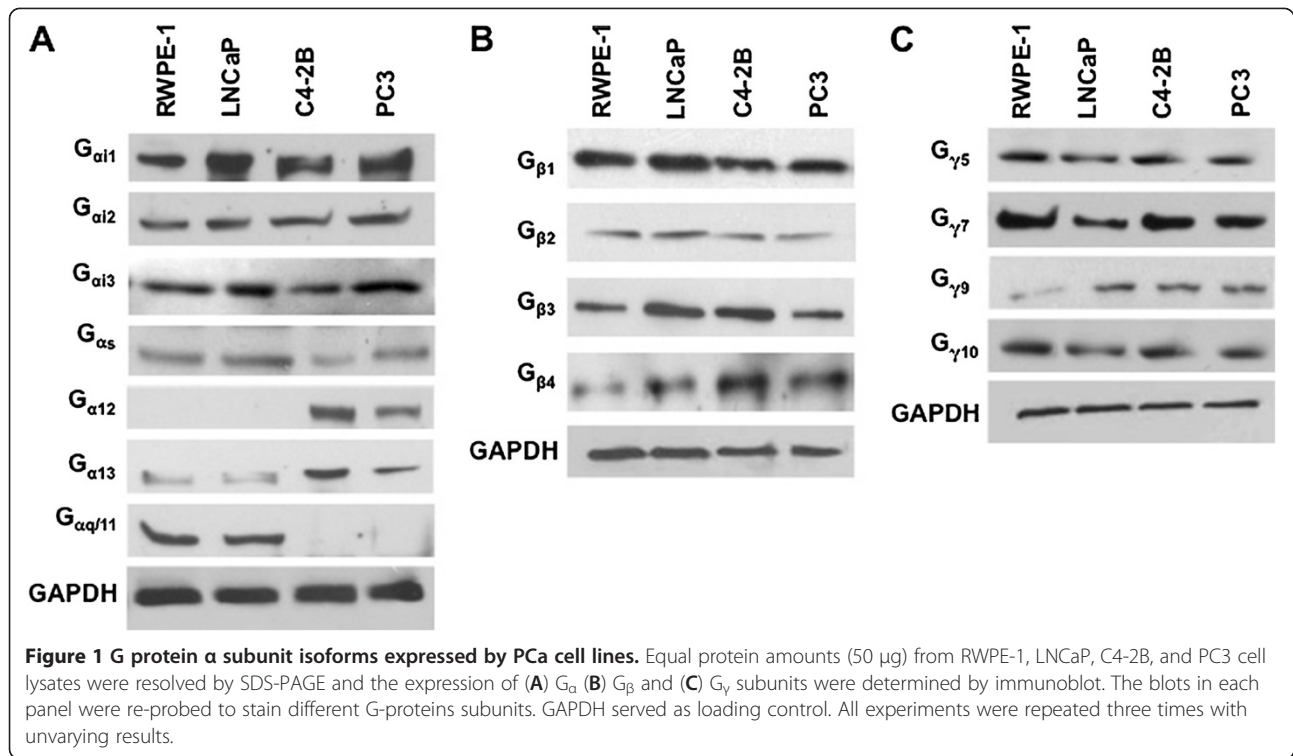 A
RWPE-1 LNCaP C4-2B PC3
Gαi1
Gαi2
Gαi3
Gαs
Gα12
Gα13
Gαq/11
GAPDH
B
RWPE-1 LNCaP C4-2B PC3
Gβ1
Gβ2
Gβ3
Gβ4
GAPDH
C
RWPE-1 LNCaP C4-2B PC3
Gγ5
Gγ7
Gγ9
Gγ10
GAPDH
Figure 1 G protein α subunit isoforms expressed by PCa cell lines. Equal protein amounts (50 μg) from RWPE-1, LNCaP, C4-2B, and PC3 cell
lysates were resolved by SDS-PAGE and the expression of (A) Gα (B) Gβ and (C) Gγ subunits were determined by immunoblot. The blots in each
panel were re-probed to stain different G-proteins subunits. GAPDH served as loading control. All experiments were repeated three times with
unvarying results.